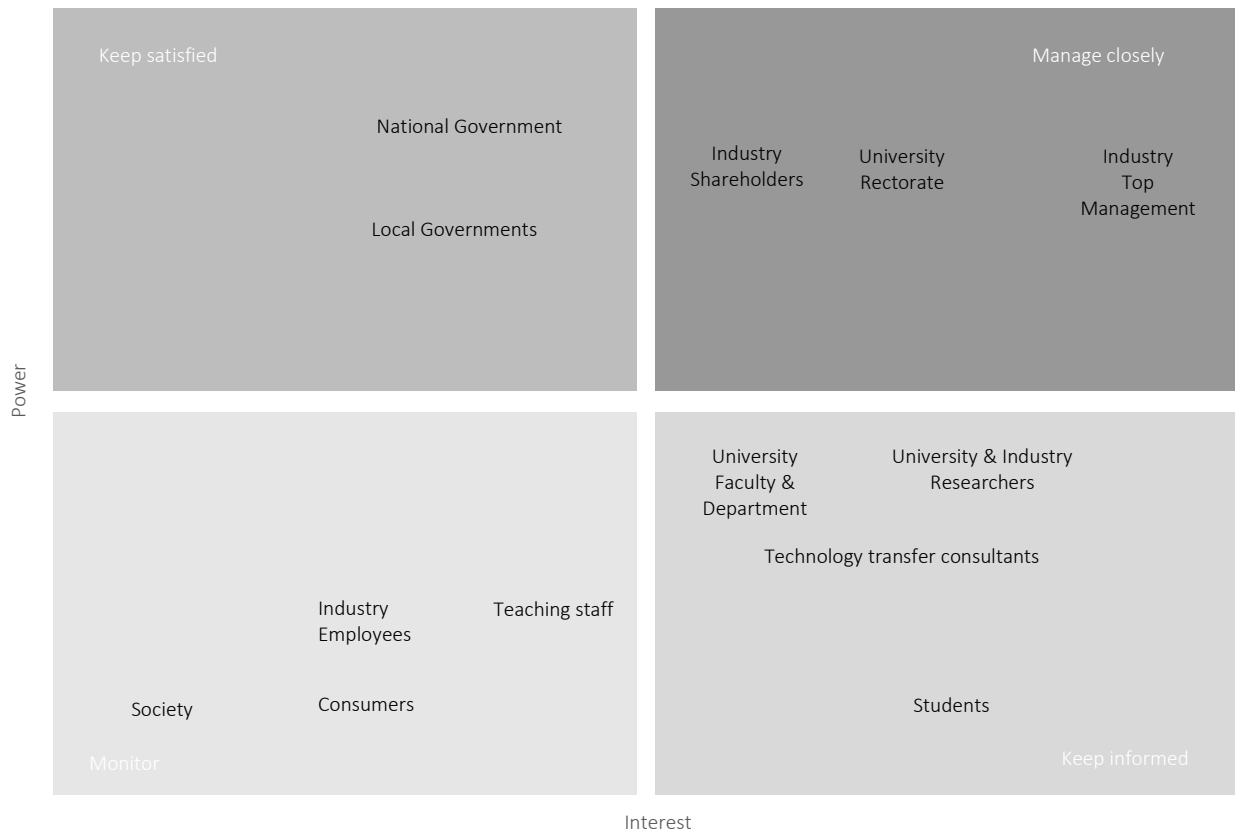 Keep satisfied
National Government
Local Governments
Manage closely
Industry
Shareholders
University
Rectorate
Industry
Top
Management
Power
Industry
Employees
Teaching staff
Society
Consumers
Monitor
University
Faculty &
Department
University & Industry
Researchers
Technology transfer consultants
Students
Keep informed
Interest